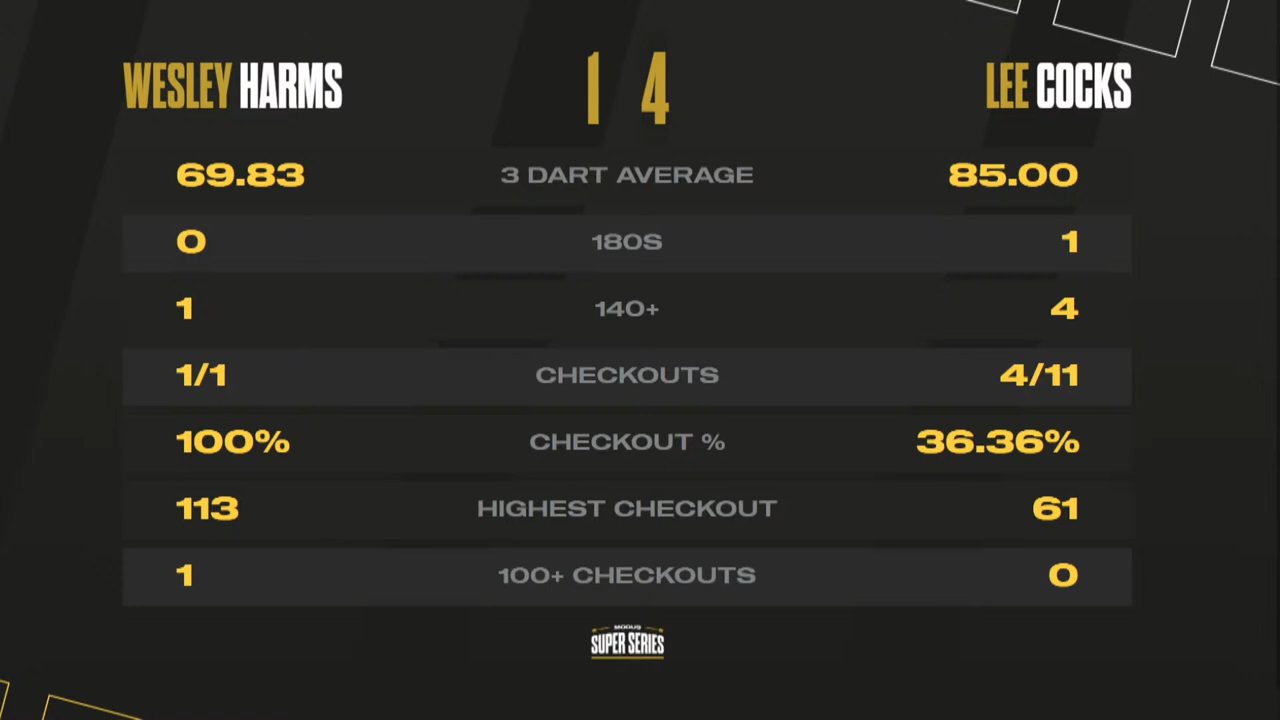 WESLEY HARMS 1 4 LEE COCKS
69.83 3 DART AVERAGE 85.00
0 180S 1
1 140+ 4
1/1 CHECKOUTS 4/11
100% CHECKOUT % 36.36%
113 HIGHEST CHECKOUT 61
1 100+ CHECKOUTS 0
MODUS
SUPER SERIES